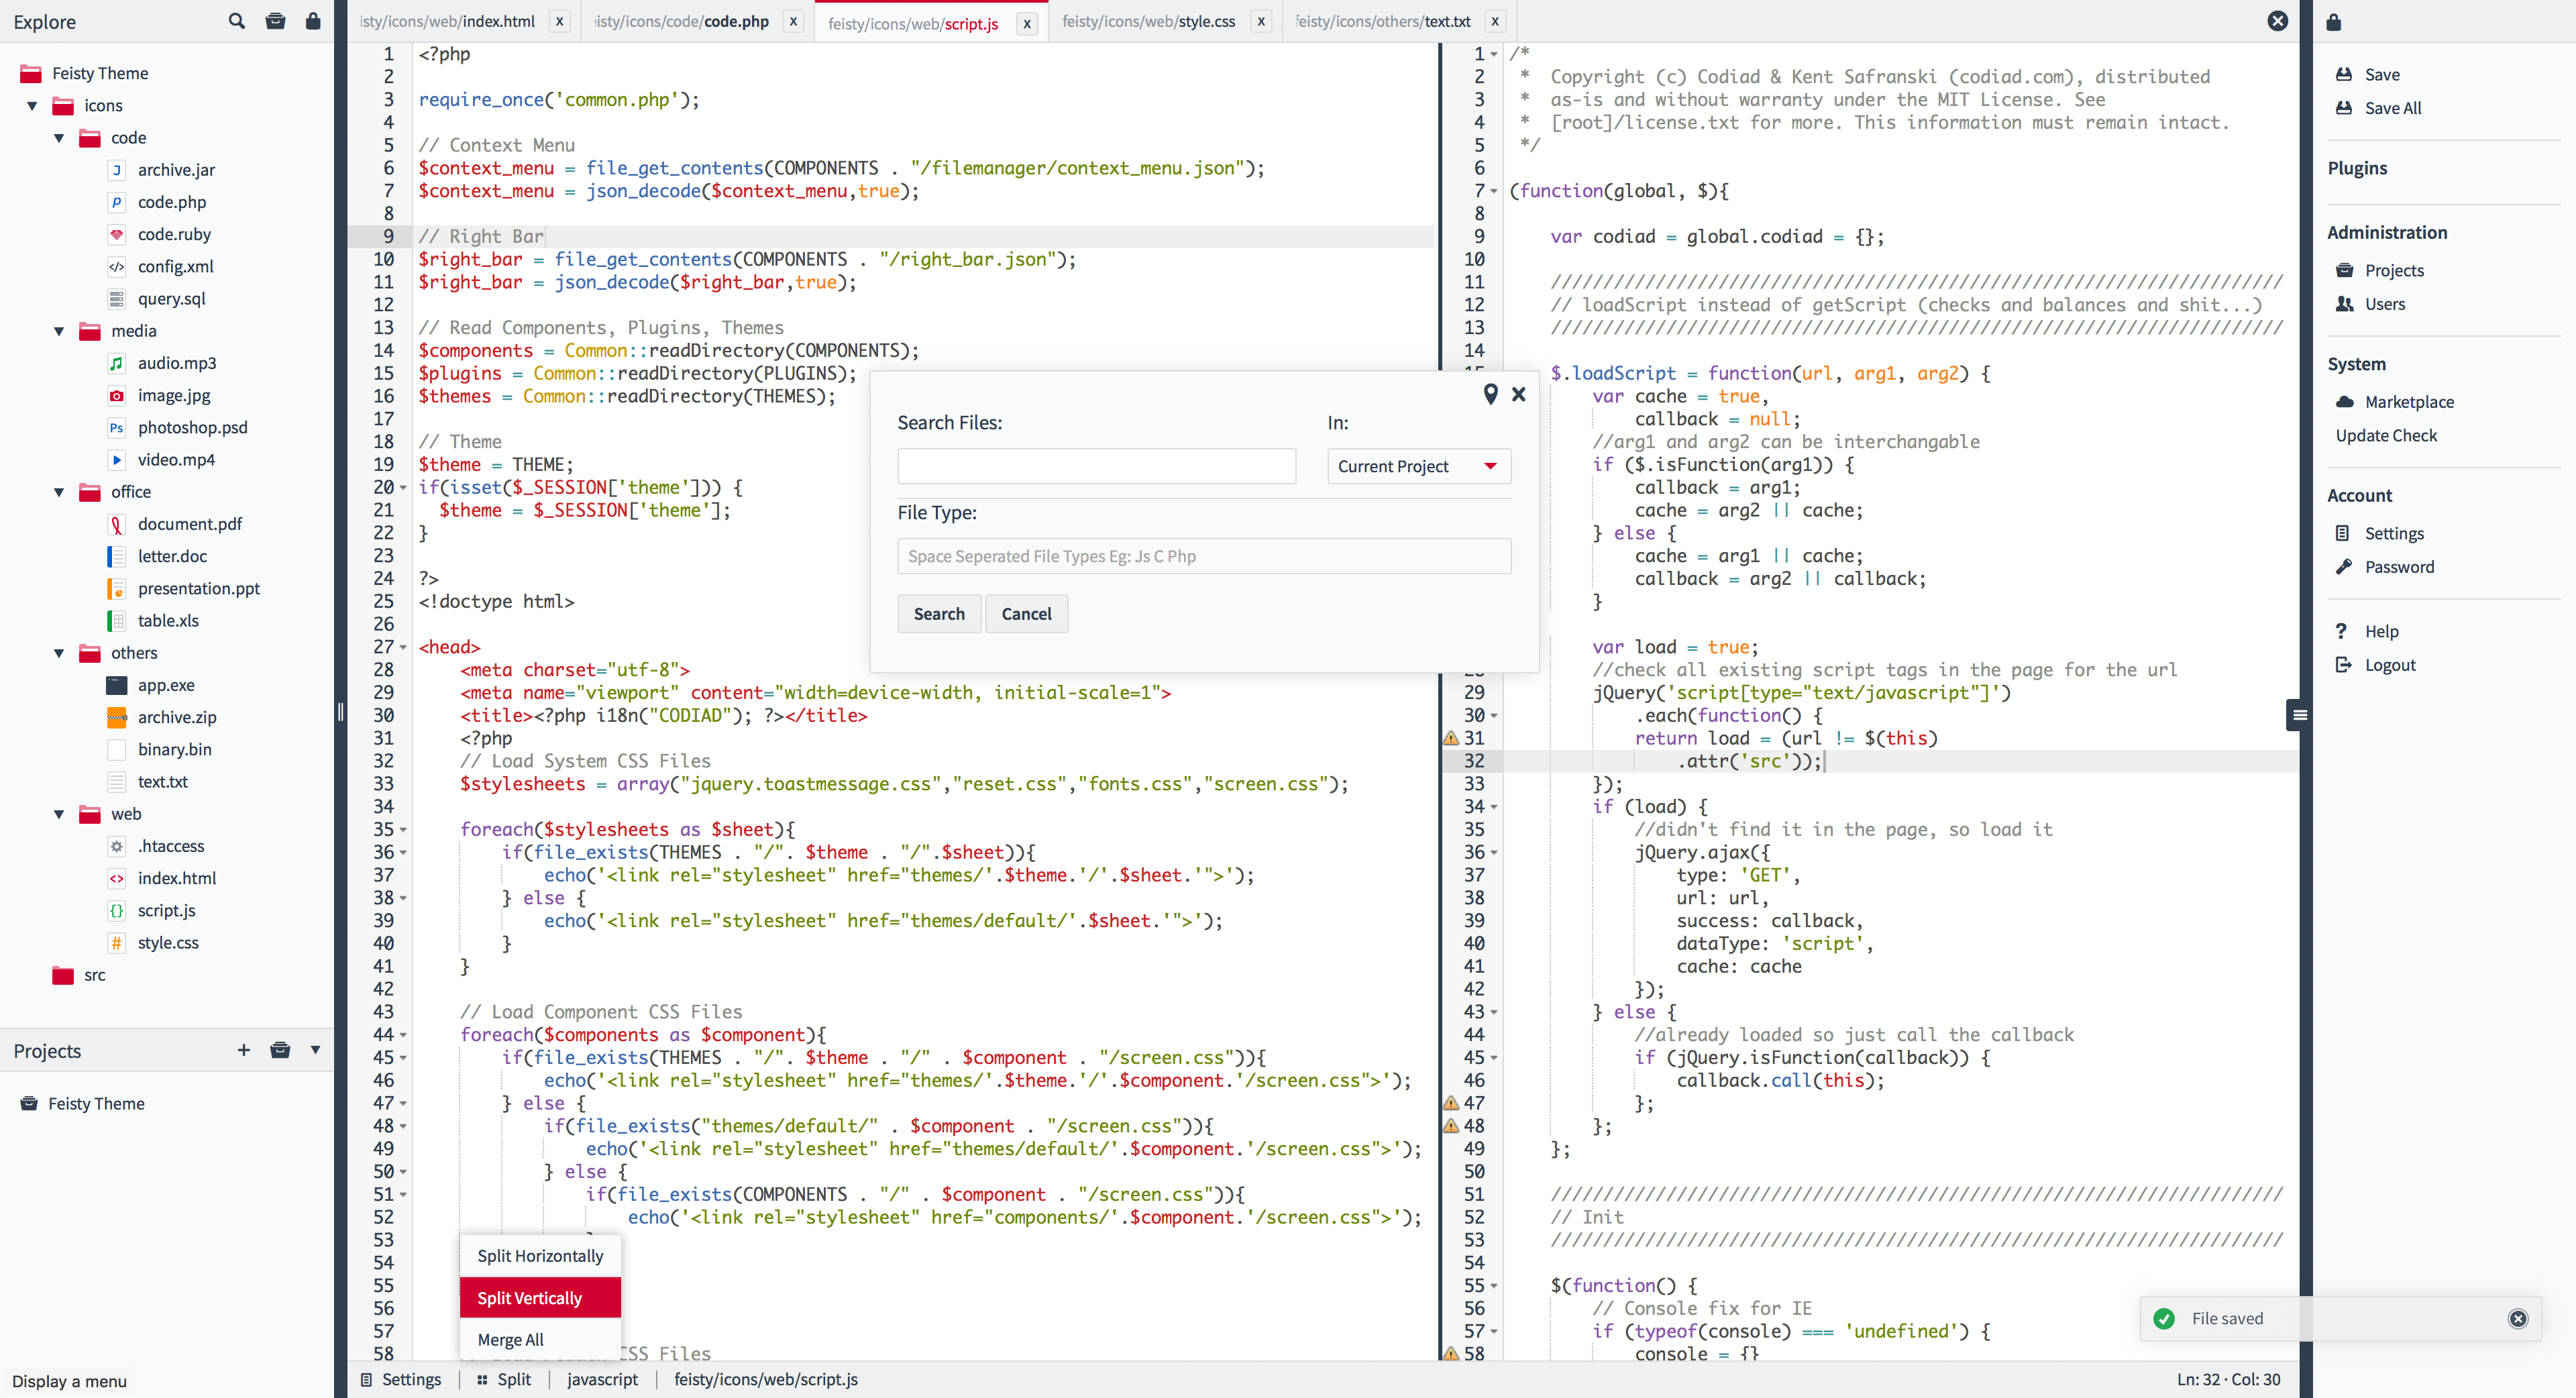 Explore
Feisty Theme
icons
code
archive.jar
code.php
code.ruby
config.xml
query.sql
media
audio.mp3
image.jpg
photoshop.psd
video.mp4
office
document.pdf
letter.doc
presentation.ppt
table.xls
others
app.exe
archive.zip
binary.bin
text.txt
web
.htaccess
index.html
script.js
style.css
src
Projects
Feisty Theme
Display a menu
isty/icons/web/index.html x
isty/icons/code/code.php x
feisty/icons/web/script.js x
feisty/icons/web/style.css x
feisty/icons/others/text.txt x
1 <?php
2
3 require_once('common.php');
4
5 // Context Menu
6 $context_menu = file_get_contents(COMPONENTS . "/filemanager/context_menu.json");
7 $context_menu = json_decode($context_menu,true);
8
9 // Right Bar
10 $right_bar = file_get_contents(COMPONENTS . "/right_bar.json");
11 $right_bar = json_decode($right_bar,true);
12
13 // Read Components, Plugins, Themes
14 $components = Common::readDirectory(COMPONENTS);
15 $plugins = Common::readDirectory(PLUGINS);
16 $themes = Common::readDirectory(THEMES);
17
18 // Theme
19 $theme = THEME;
20 if(isset($_SESSION['theme'])) {
21 $theme = $_SESSION['theme'];
22 }
23
24 ?>
25 <!doctype html>
26
27 <head>
28 <meta charset="utf-8">
29 <meta name="viewport" content="width=device-width, initial-scale=1">
30 <title><?php i18n("CODIAD"); ?></title>
31 <?php
32 // Load System CSS Files
33 $stylesheets = array("jquery.toastmessage.css","reset.css","fonts.css","screen.css");
34
35 foreach($stylesheets as $sheet){
36 if(file_exists(THEMES . "/". $theme . "/".$sheet)){
37 echo('<link rel="stylesheet" href="themes/'.$theme.'/'.$sheet.'">');
38 } else {
39 echo('<link rel="stylesheet" href="themes/default/'.$sheet.'">');
40 }
41 }
42
43 // Load Component CSS Files
44 foreach($components as $component){
45 if(file_exists(THEMES . "/". $theme . "/" . $component . "/screen.css")){
46 echo('<link rel="stylesheet" href="themes/'.$theme.'/'.$component.'/screen.css">');
47 } else {
48 if(file_exists("themes/default/" . $component . "/screen.css")){
49 echo('<link rel="stylesheet" href="themes/default/'.$component.'/screen.css">');
50 } else {
51 if(file_exists(COMPONENTS . "/" . $component . "/screen.css")){
52 echo('<link rel="stylesheet" href="components/'.$component.'/screen.css">');
53
54
55
56
57
58 CSS Files
Split Horizontally
Split Vertically
Merge All
Search Files:
In:
Current Project
File Type:
Space Seperated File Types Eg: Js C Php
Search
Cancel
1 /*
2 * Copyright (c) Codiad & Kent Safranski (codiad.com), distributed
3 * as-is and without warranty under the MIT License. See
4 * [root]/license.txt for more. This information must remain intact.
5 */
6
7 (function(global, $){
8
9 var codiad = global.codiad = {};
10
11 //////////////////////////////////////////////////////////////////////
12 // loadScript instead of getScript (checks and balances and shit...)
13 //////////////////////////////////////////////////////////////////////
14
$.loadScript = function(url, arg1, arg2) {
var cache = true,
callback = null;
//arg1 and arg2 can be interchangable
if ($.isFunction(arg1)) {
callback = arg1;
cache = arg2 || cache;
} else {
cache = arg1 || cache;
callback = arg2 || callback;
}
var load = true;
//check all existing script tags in the page for the url
29 jQuery('script[type="text/javascript"]')
30 .each(function() {
31 return load = (url != $(this)
32 .attr('src'));
33 });
34 if (load) {
35 //didn't find it in the page, so load it
36 jQuery.ajax({
37 type: 'GET',
38 url: url,
39 success: callback,
40 dataType: 'script',
41 cache: cache
42 });
43 } else {
44 //already loaded so just call the callback
45 if (jQuery.isFunction(callback)) {
46 callback.call(this);
47 };
48 };
49 };
50
51 //////////////////////////////////////////////////////////////////////
52 // Init
53 //////////////////////////////////////////////////////////////////////
54
55 $(function() {
56 // Console fix for IE
57 if (typeof(console) === 'undefined') {
58 console = {}
Settings
Split
javascript
feisty/icons/web/script.js
Ln: 32 · Col: 30
Save
Save All
Plugins
Administration
Projects
Users
System
Marketplace
Update Check
Account
Settings
Password
Help
Logout
File saved